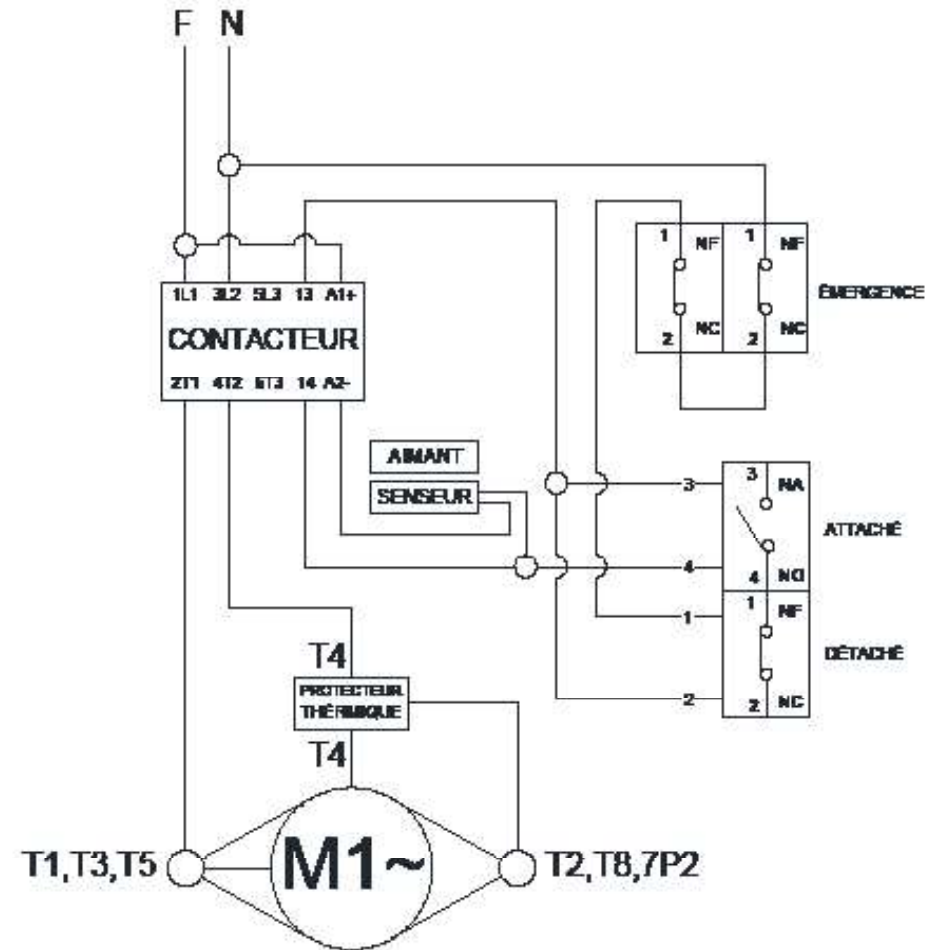 F N
1L1 3L2 5L3 13 A1+
CONTACTEUR
2T1 4T2 6T3 14 A2-
1 NF 1 NF
2 NC 2 NC
ÉMERGENCE
AIMANT
SENSEUR
3
3 NA
ATTACHÉ
4
4 NO
1
1 NF
DÉTACHÉ
2
2 NC
T4
PROTECTEUR
THÉRMIQUE
T4
M1~
T1,T3,T5
T2,T8,7P2